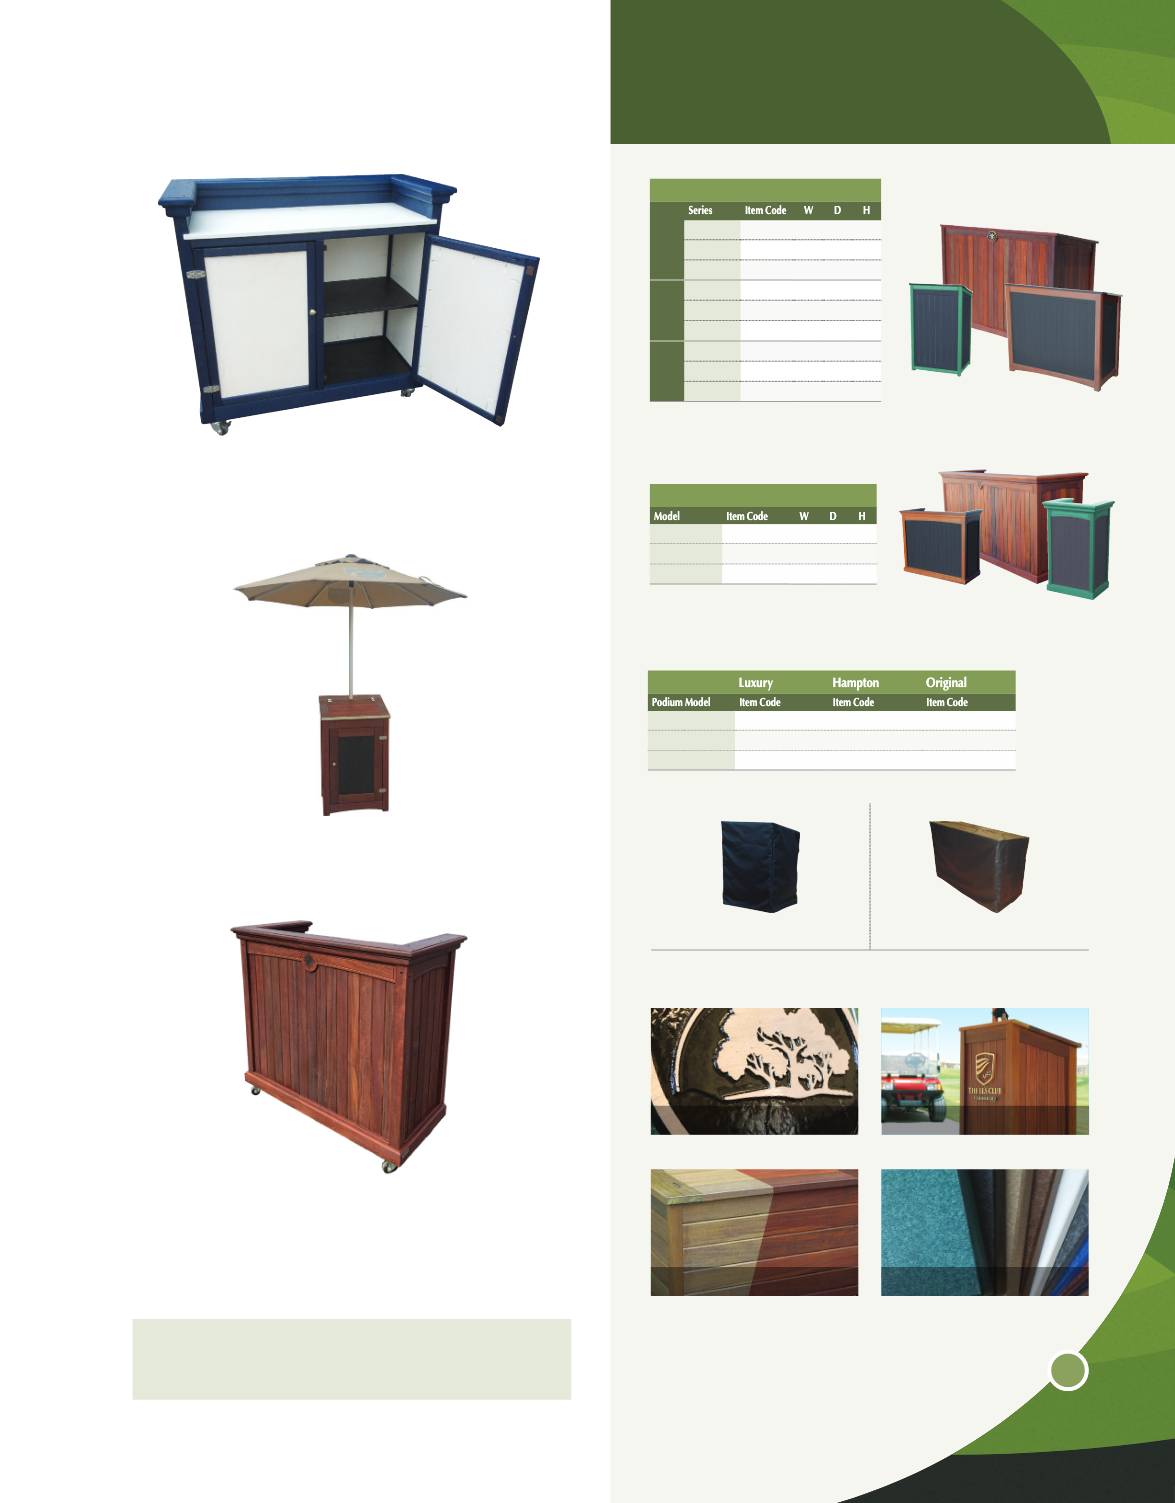 Series Item Code W D H
Model Item Code W D H
Luxury Hampton Original
Podium Model Item Code Item Code Item Code
THE ELS CLUB